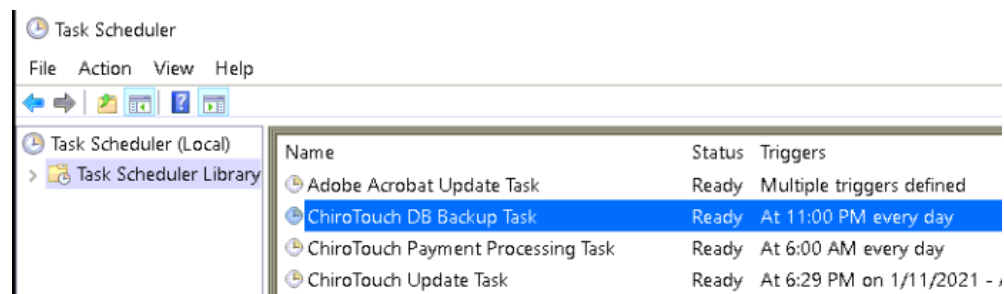 Task Scheduler
File Action View Help
Task Scheduler (Local)
Task Scheduler Library
Name Status Triggers
Adobe Acrobat Update Task Ready Multiple triggers defined
ChiroTouch DB Backup Task Ready At 11:00 PM every day
ChiroTouch Payment Processing Task Ready At 6:00 AM every day
ChiroTouch Update Task Ready At 6:29 PM on 1/11/2021 -